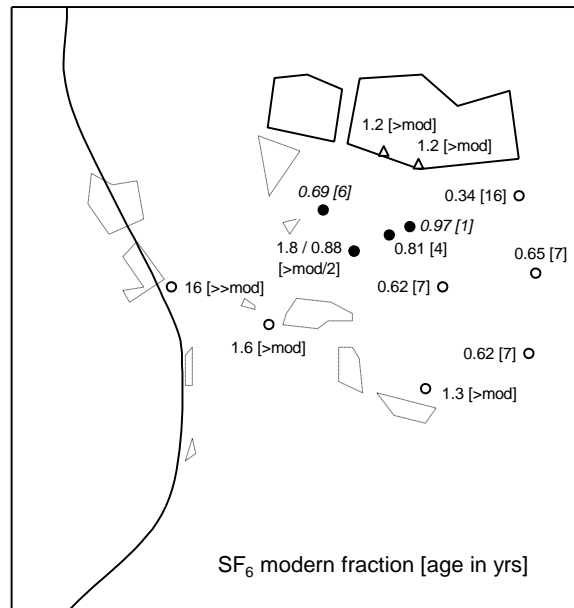 1.2 [>mod]
1.2 [>mod]
0.69 [6]
0.34 [16]
0.97 [1]
1.8 / 0.88
[>mod/2]
0.81 [4]
0.65 [7]
16 [>>mod]
0.62 [7]
1.6 [>mod]
0.62 [7]
1.3 [>mod]
SF₆ modern fraction [age in yrs]